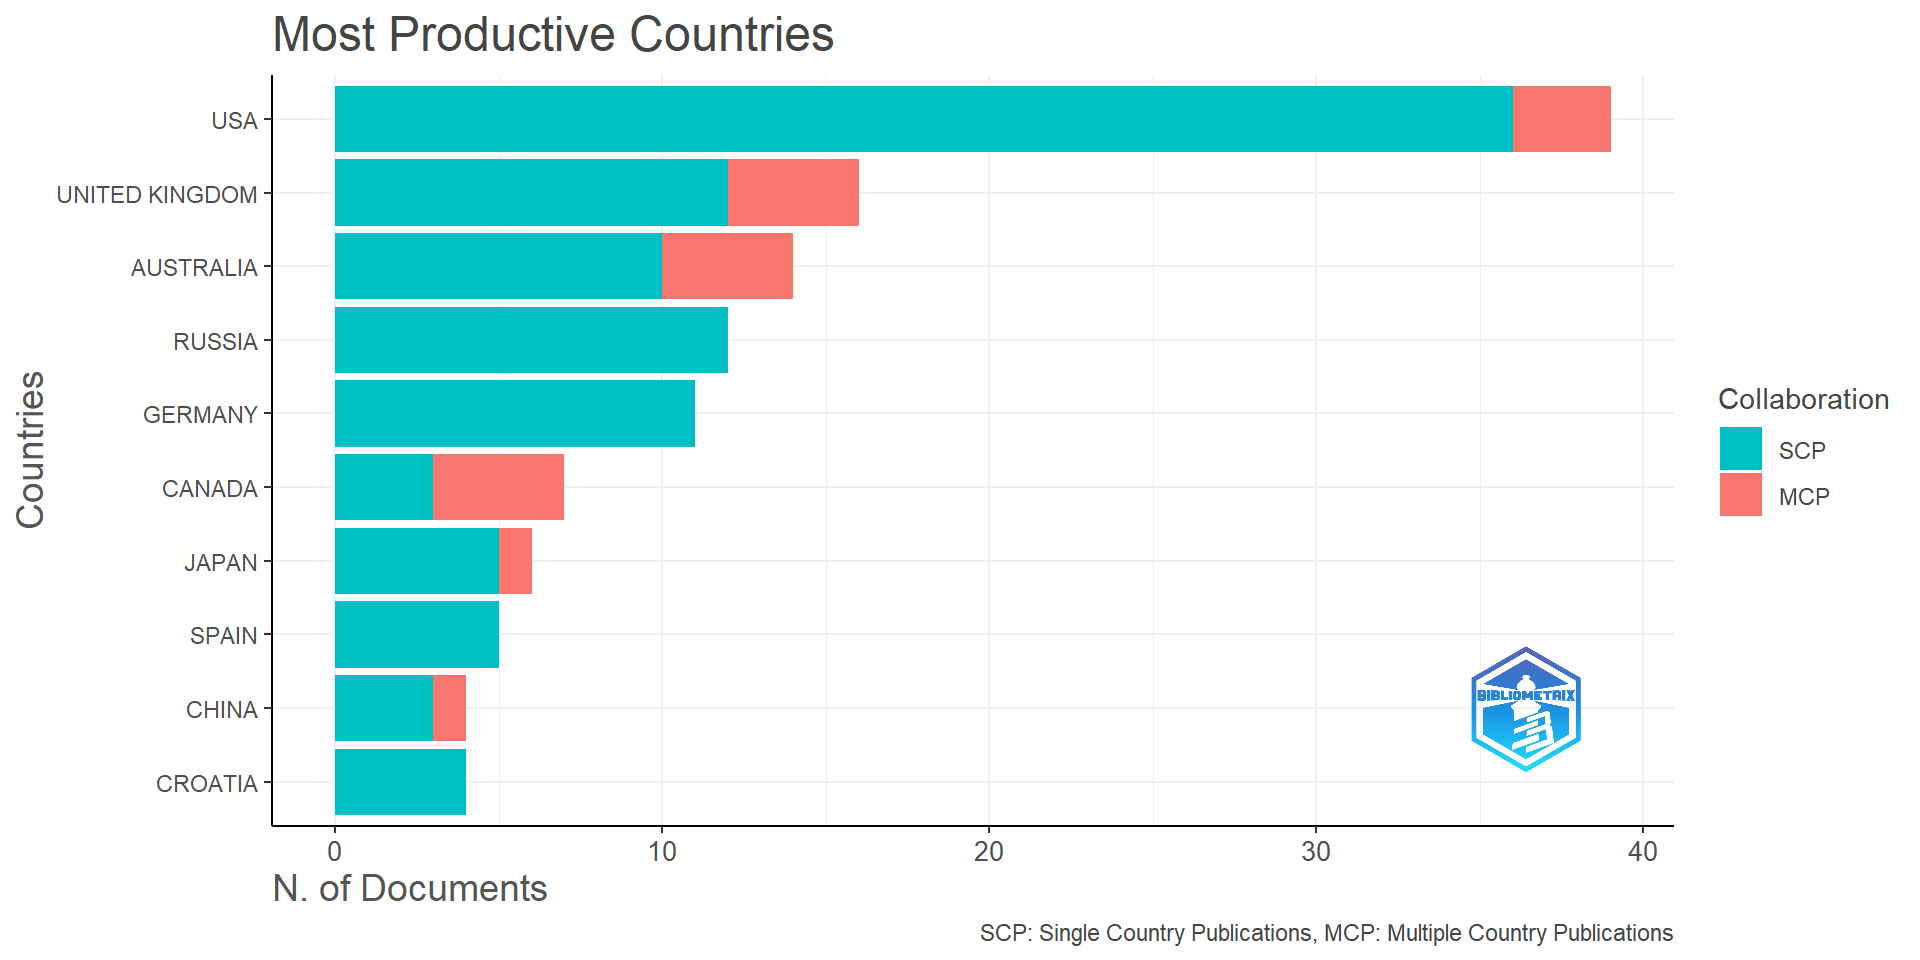 Most Productive Countries
USA
UNITED KINGDOM
AUSTRALIA
RUSSIA
GERMANY
CANADA
JAPAN
SPAIN
CHINA
CROATIA
Countries
0 10 20 30 40
N. of Documents
Collaboration
SCP
MCP
BIBLIOMETRIX
SCP: Single Country Publications, MCP: Multiple Country Publications